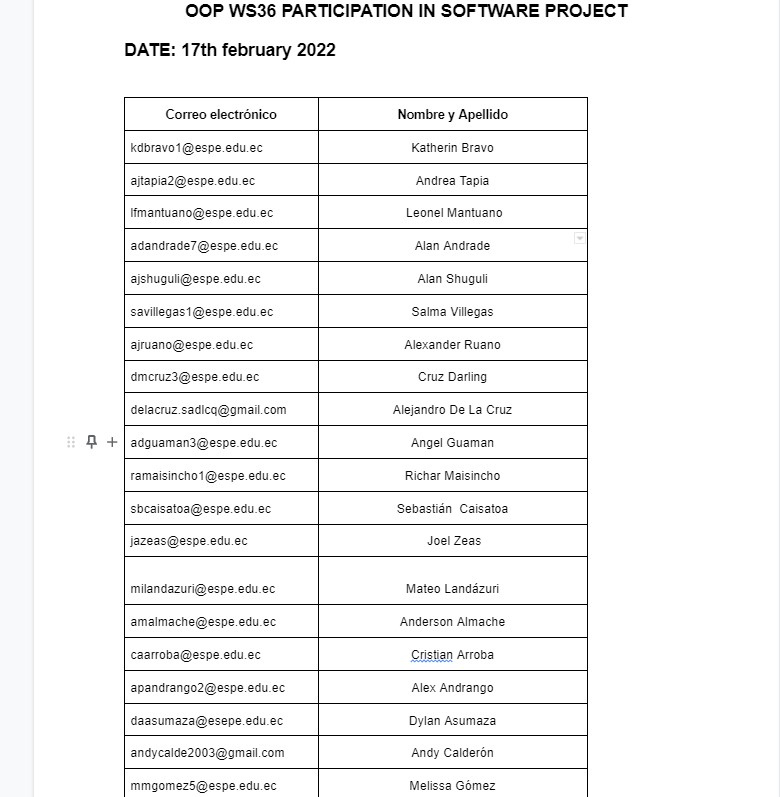 OOP WS36 PARTICIPATION IN SOFTWARE PROJECT
DATE: 17th february 2022
Correo electrónico Nombre y Apellido
kdbravo1@espe.edu.ec Katherin Bravo
ajtapia2@espe.edu.ec Andrea Tapia
lfmantuano@espe.edu.ec Leonel Mantuano
adandrade7@espe.edu.ec Alan Andrade
ajshuguli@espe.edu.ec Alan Shuguli
savillegas1@espe.edu.ec Salma Villegas
ajruano@espe.edu.ec Alexander Ruano
dmcruz3@espe.edu.ec Cruz Darling
delacruz.sadlcq@gmail.com Alejandro De La Cruz
adguaman3@espe.edu.ec Angel Guaman
ramaisincho1@espe.edu.ec Richar Maisincho
sbcaisatoa@espe.edu.ec Sebastián Caisatoa
jazeas@espe.edu.ec Joel Zeas
milandazuri@espe.edu.ec Mateo Landázuri
amalmache@espe.edu.ec Anderson Almache
caarroba@espe.edu.ec Cristian Arroba
apandrango2@espe.edu.ec Alex Andrango
daasumaza@esepe.edu.ec Dylan Asumaza
andycalde2003@gmail.com Andy Calderón
mmgomez5@espe.edu.ec Melissa Gómez